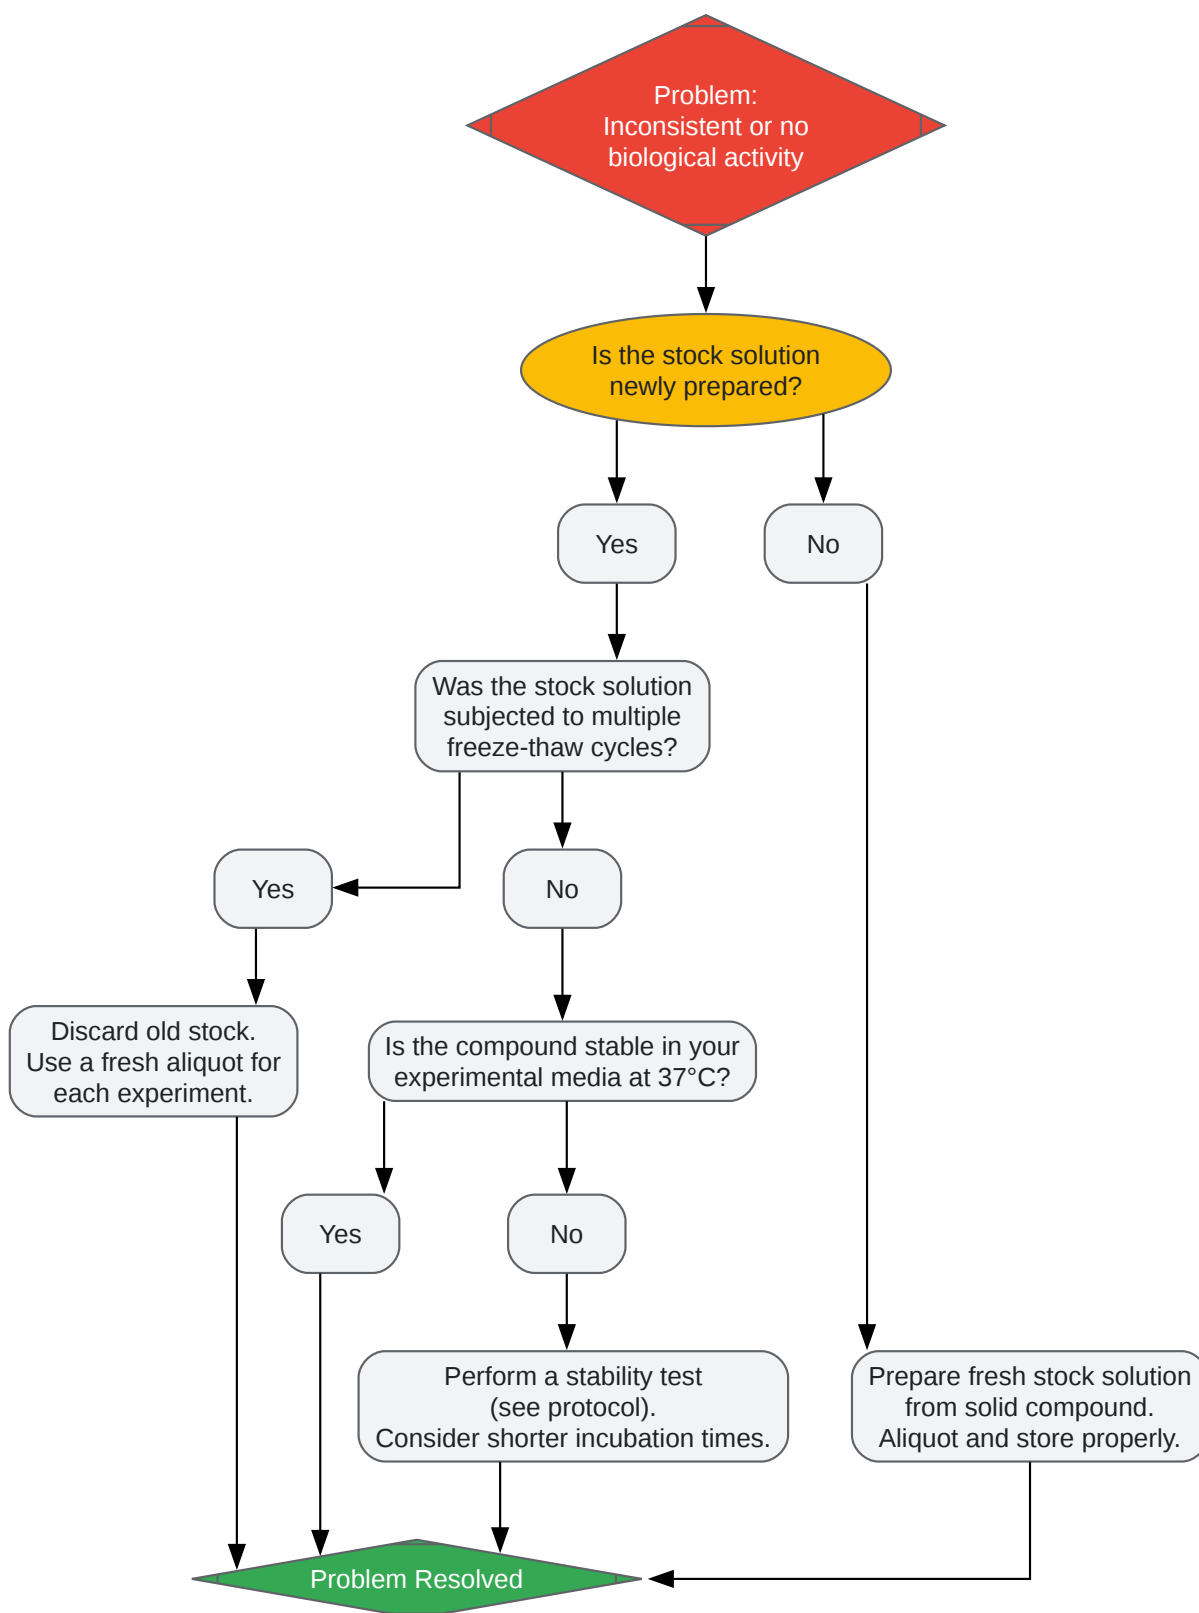 Problem:
Inconsistent or no
biological activity
Is the stock solution
newly prepared?
Yes
No
Was the stock solution
subjected to multiple
freeze-thaw cycles?
Yes
No
Discard old stock.
Use a fresh aliquot for
each experiment.
Is the compound stable in your
experimental media at 37°C?
Yes
No
Perform a stability test
(see protocol).
Consider shorter incubation times.
Prepare fresh stock solution
from solid compound.
Aliquot and store properly.
Problem Resolved